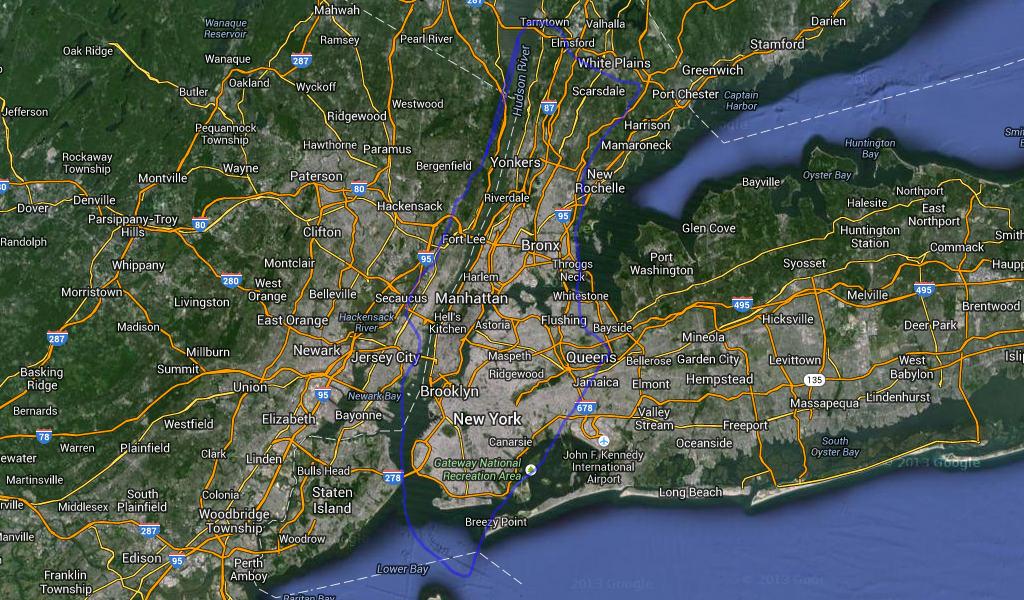 287
Mahwah
Tarrytown
Valhalla
Darien
Wanaque
Reservoir
Ramsey
Pearl River
Elmsford
Stamford
Oak Ridge
Wanaque
287
White Plains
Greenwich
Oakland
Wyckoff
Hudson River
Butler
Westwood
87
Scarsdale
Port Chester
Captain
Harbor
Jefferson
Ridgewood
Pequannock
Township
Harrison
Hawthorne
Paramus
Mamaroneck
Huntington
Bay
Rockaway
Township
Bergenfield
Yonkers
Wayne
Montville
Paterson
80
New
Rochelle
Bayville
Oyster Bay
80
Denville
Riverdale
Northport
Dover
Hackensack
Halesite
Parsippany-Troy
Hills
80
95
East
Northport
Clifton
Fort Lee
Bronx
Glen Cove
Huntington
Station
Randolph
Commack
95
Whippany
Montclair
Throggs
Neck
Port
Washington
Syosset
280
West
Orange
Harlem
Morristown
Livingston
Belleville
Secaucus
Manhattan
Whitestone
495
Melville
495
Brentwood
East Orange
Hackensack
River
Hell's
Kitchen
Astoria
Flushing
Bayside
Hicksville
Madison
Mineola
Deer Park
287
Newark
Jersey City
Maspeth
Queens
Bellerose
Garden City
Levittown
West
Babylon
Millburn
Summit
Ridgewood
Basking
Ridge
Union
Brooklyn
Jamaica
Elmont
Hempstead
135
95
Newark Bay
Massapequa
Lindenhurst
Bernards
678
Westfield
Elizabeth
Bayonne
New York
Valley
Stream
Freeport
78
Warren
Plainfield
Canarsie
Oceanside
South
Oyster Bay
Clark
Linden
Bulls Head
278
Gateway National
Recreation Area
John F. Kennedy
International
Airport
2013 Google
Martinsville
South
Plainfield
Colonia
Staten
Island
Long Beach
Middlesex
Woodbridge
Township
Breezy Point
287
Woodrow
Edison
95
Perth
Amboy
Lower Bay
Franklin
Township
2013 Google
Raritan Bay